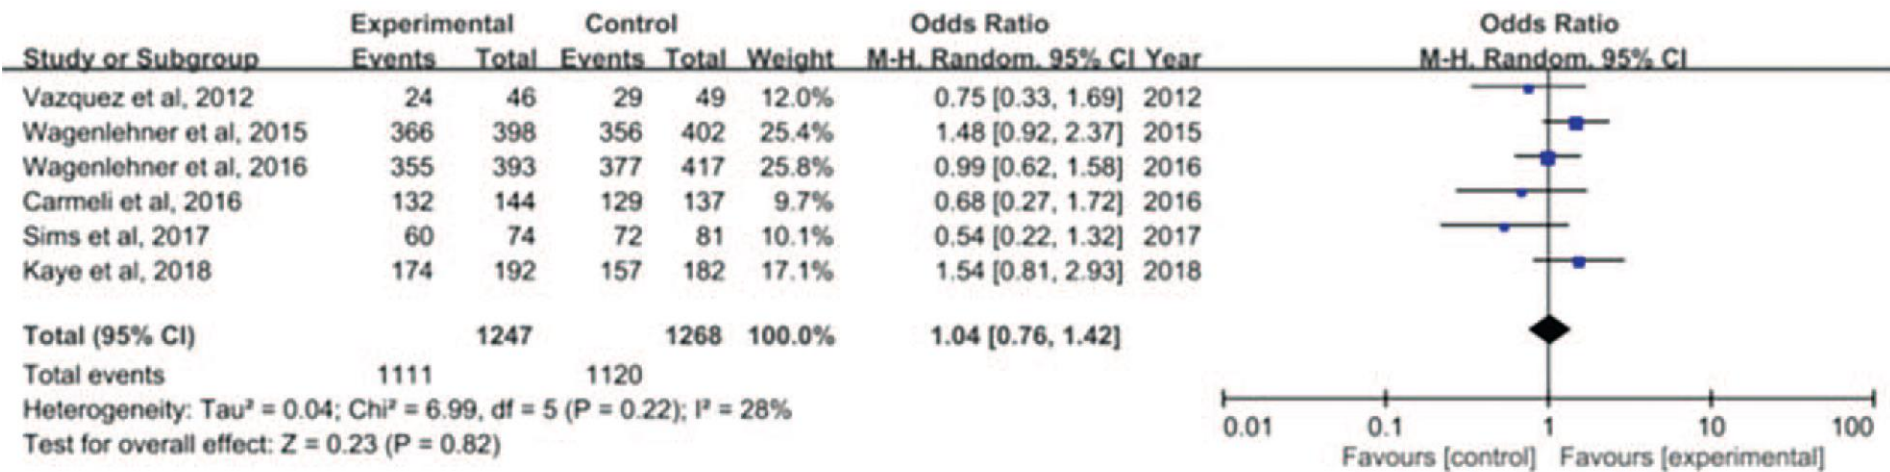 Experimental Control Odds Ratio Odds Ratio
Study or Subgroup Events Total Events Total Weight M-H, Random, 95% CI Year M-H, Random, 95% CI
Vazquez et al, 2012 24 46 29 49 12.0% 0.75 [0.33, 1.69] 2012
Wagenlehner et al, 2015 366 398 356 402 25.4% 1.48 [0.92, 2.37] 2015
Wagenlehner et al, 2016 355 393 377 417 25.8% 0.99 [0.62, 1.58] 2016
Carmeli et al, 2016 132 144 129 137 9.7% 0.68 [0.27, 1.72] 2016
Sims et al, 2017 60 74 72 81 10.1% 0.54 [0.22, 1.32] 2017
Kaye et al, 2018 174 192 157 182 17.1% 1.54 [0.81, 2.93] 2018
Total (95% CI) 1247 1268 100.0% 1.04 [0.76, 1.42]
Total events 1111 1120
Heterogeneity: Tau² = 0.04; Chi² = 6.99, df = 5 (P = 0.22); I² = 28%
Test for overall effect: Z = 0.23 (P = 0.82)
0.01 0.1 1 10 100
Favours [control] Favours [experimental]